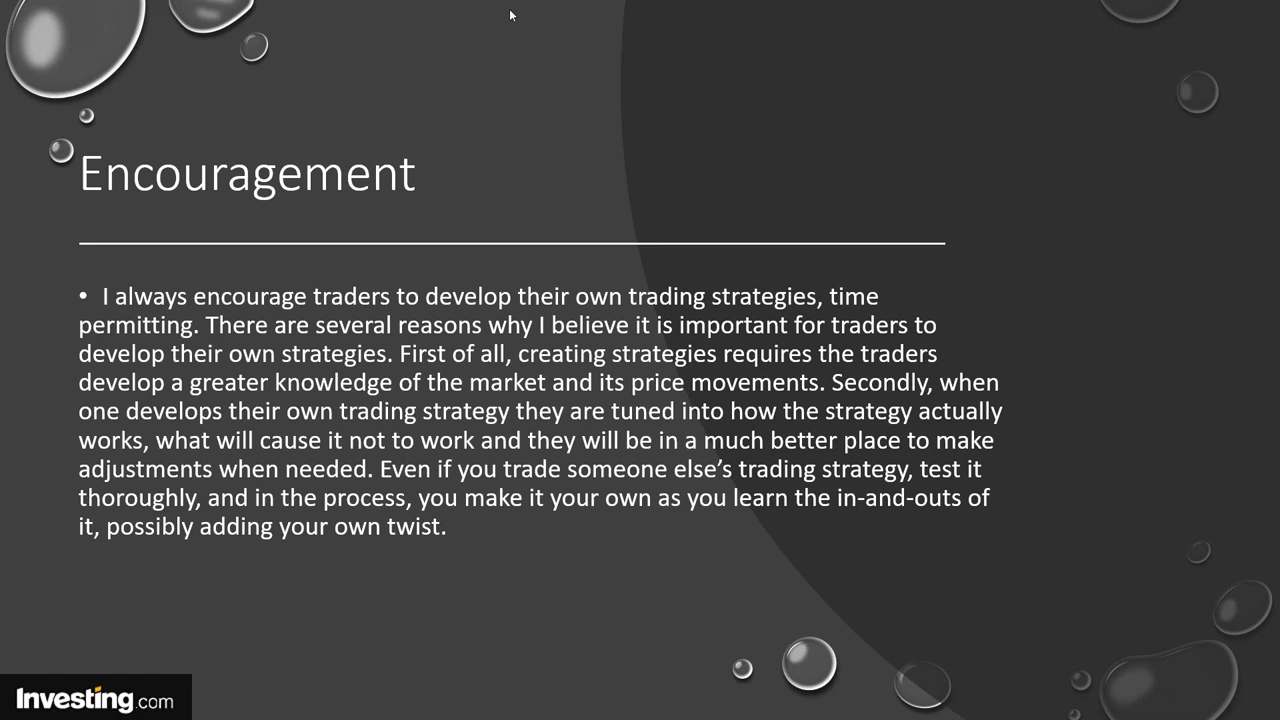 Encouragement
• I always encourage traders to develop their own trading strategies, time
permitting. There are several reasons why I believe it is important for traders to
develop their own strategies. First of all, creating strategies requires the traders
develop a greater knowledge of the market and its price movements. Secondly, when
one develops their own trading strategy they are tuned into how the strategy actually
works, what will cause it not to work and they will be in a much better place to make
adjustments when needed. Even if you trade someone else’s trading strategy, test it
thoroughly, and in the process, you make it your own as you learn the in-and-outs of
it, possibly adding your own twist.
Investing.com